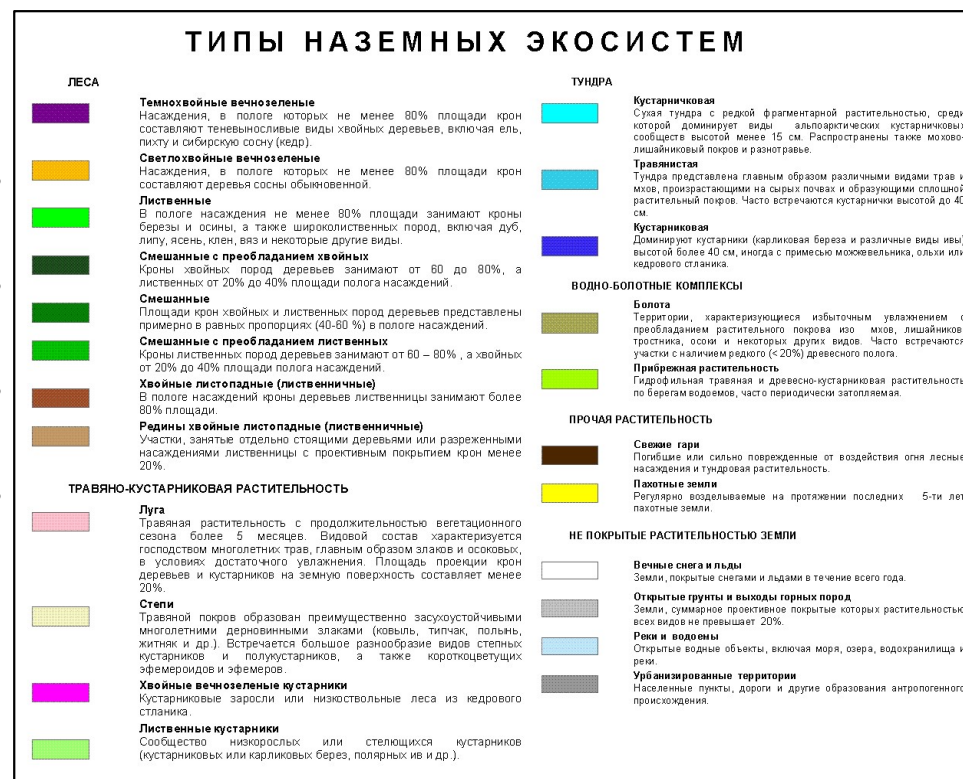 ТИПЫ НАЗЕМНЫХ ЭКОСИСТЕМ
ЛЕСА
Темнохвойные вечнозеленые
Насаждения, в пологе которых не менее 80% площади крон
составляют теневыносливые виды хвойных деревьев, включая ель,
пихту и сибирскую сосну (кедр).
Светлохвойные вечнозеленые
Насаждения, в пологе которых не менее 80% площади крон
составляют деревья сосны обыкновенной.
Лиственные
В пологе насаждения не менее 80% площади занимают кроны
березы и осины, а также широколиственных пород, включая дуб,
липу, ясень, клен, вяз и некоторые другие виды.
Смешанные с преобладанием хвойных
Кроны хвойных пород деревьев занимают от 60 до 80%, а
лиственных от 20% до 40% площади полога насаждений.
Смешанные
Площади крон хвойных и лиственных пород деревьев представлены
примерно в равных пропорциях (40-60 %) в пологе насаждений.
Смешанные с преобладанием лиственных
Кроны лиственных пород деревьев занимают от 60 – 80% , а хвойных
от 20% до 40% площади полога насаждений.
Хвойные листопадные (лиственничные)
В пологе насаждений кроны деревьев лиственницы занимают более
80% площади.
Редины хвойные листопадные (лиственничные)
Участки, занятые отдельно стоящими деревьями или разреженными
насаждениями лиственницы с проективным покрытием крон менее
20%.
ТРАВЯНО-КУСТАРНИКОВАЯ РАСТИТЕЛЬНОСТЬ
Луга
Травяная растительность с продолжительностью вегетационного
сезона более 5 месяцев. Видовой состав характеризуется
господством многолетних трав, главным образом злаков и осоковых,
в условиях достаточного увлажнения. Площадь проекции крон
деревьев и кустарников на земную поверхность составляет менее
20%.
Степи
Травяной покров образован преимущественно засухоустойчивыми
многолетними дерновинными злаками (ковыль, типчак, полынь,
житняк и др.). Встречается большое разнообразие видов степных
кустарников и полукустарников, а также короткоцветущих
эфемероидов и эфемеров.
Хвойные вечнозеленые кустарники
Кустарниковые заросли или низкоствольные леса из кедрового
стланика.
Лиственные кустарники
Сообщество низкорослых или стелющихся кустарников
(кустарниковых или карликовых берез, полярных ив и др.).
ТУНДРА
Кустарничковая
Сухая тундра с редкой фрагментарной растительностью, среди
которой доминирует виды альпоарктических кустарничковых
сообществ высотой менее 15 см. Распространены также мохово-
лишайниковый покров и разнотравье.
Травянистая
Тундра представлена главным образом различными видами трав и
мхов, произрастающими на сырых почвах и образующими сплошной
растительный покров. Часто встречаются кустарнички высотой до 40
см.
Кустарниковая
Доминируют кустарники (карликовая береза и различные виды ивы)
высотой более 40 см, иногда с примесью можжевельника, ольхи или
кедрового стланика.
ВОДНО-БОЛОТНЫЕ КОМПЛЕКСЫ
Болота
Территории, характеризующиеся избыточным увлажнением с
преобладанием растительного покрова изо мхов, лишайников,
тростника, осоки и некоторых других видов. Часто встречаются
участки с наличием редкого (< 20%) древесного полога.
Прибрежная растительность
Гидрофильная травяная и древесно-кустарниковая растительность
по берегам водоемов, часто периодически затопляемая.
ПРОЧАЯ РАСТИТЕЛЬНОСТЬ
Свежие гари
Погибшие или сильно поврежденные от воздействия огня лесные
насаждения и тундровая растительность.
Пахотные земли
Регулярно возделываемые на протяжении последних 5-ти лет
пахотные земли.
НЕ ПОКРЫТЫЕ РАСТИТЕЛЬНОСТЬЮ ЗЕМЛИ
Вечные снега и льды
Земли, покрытые снегами и льдами в течение всего года.
Открытые грунты и выходы горных пород
Земли, суммарное проективное покрытые которых растительностью
всех видов не превышает 20%.
Реки и водоемы
Открытые водные объекты, включая моря, озера, водохранилища и
реки.
Урбанизированные территории
Населенные пункты, дороги и другие образования антропогенного
происхождения.